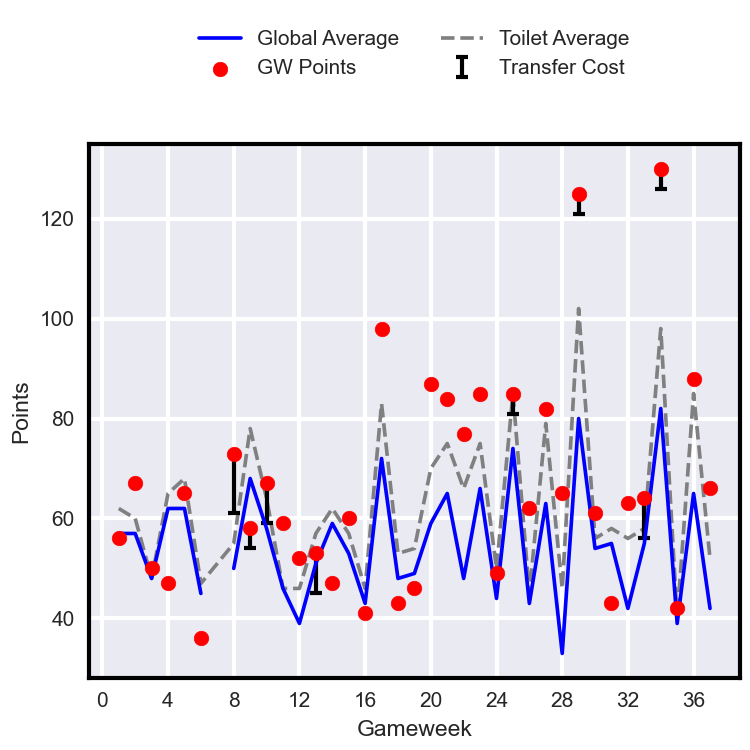 Global Average
Toilet Average
GW Points
Transfer Cost
120
100
80
60
40
Points
0 4 8 12 16 20 24 28 32 36
Gameweek